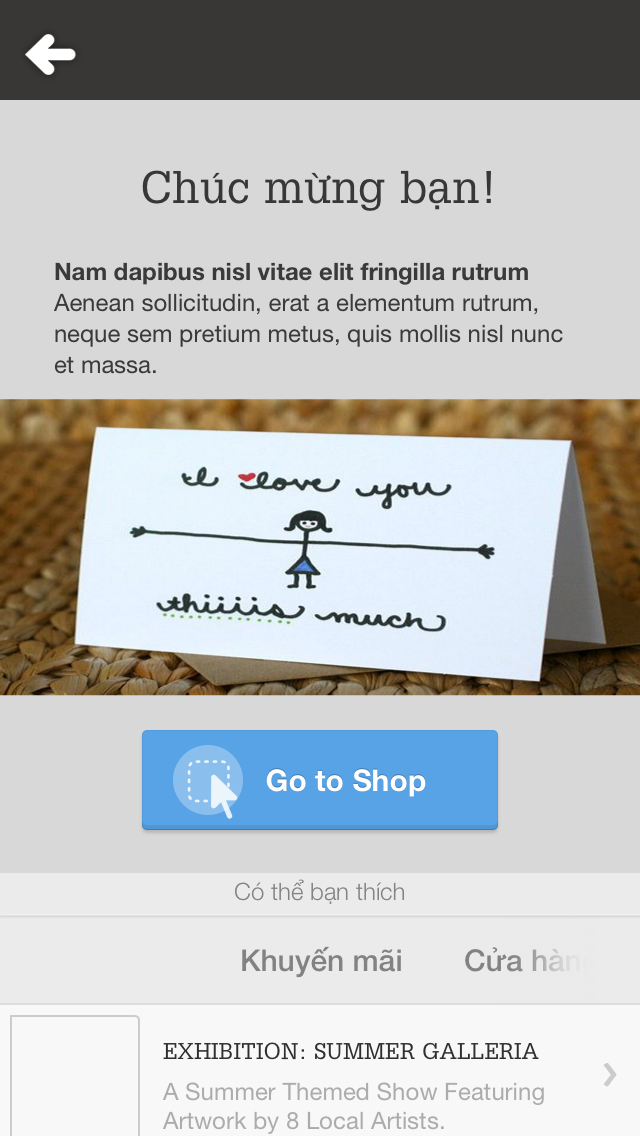 Chúc mừng bạn!
Nam dapibus nisl vitae elit fringilla rutrum
Aenean sollicitudin, erat a elementum rutrum,
neque sem pretium metus, quis mollis nisl nunc
et massa.
I love you
thiiiis much
Go to Shop
Có thể bạn thích
Khuyến mãi
Cửa hàn
EXHIBITION: SUMMER GALLERIA
A Summer Themed Show Featuring
Artwork by 8 Local Artists.